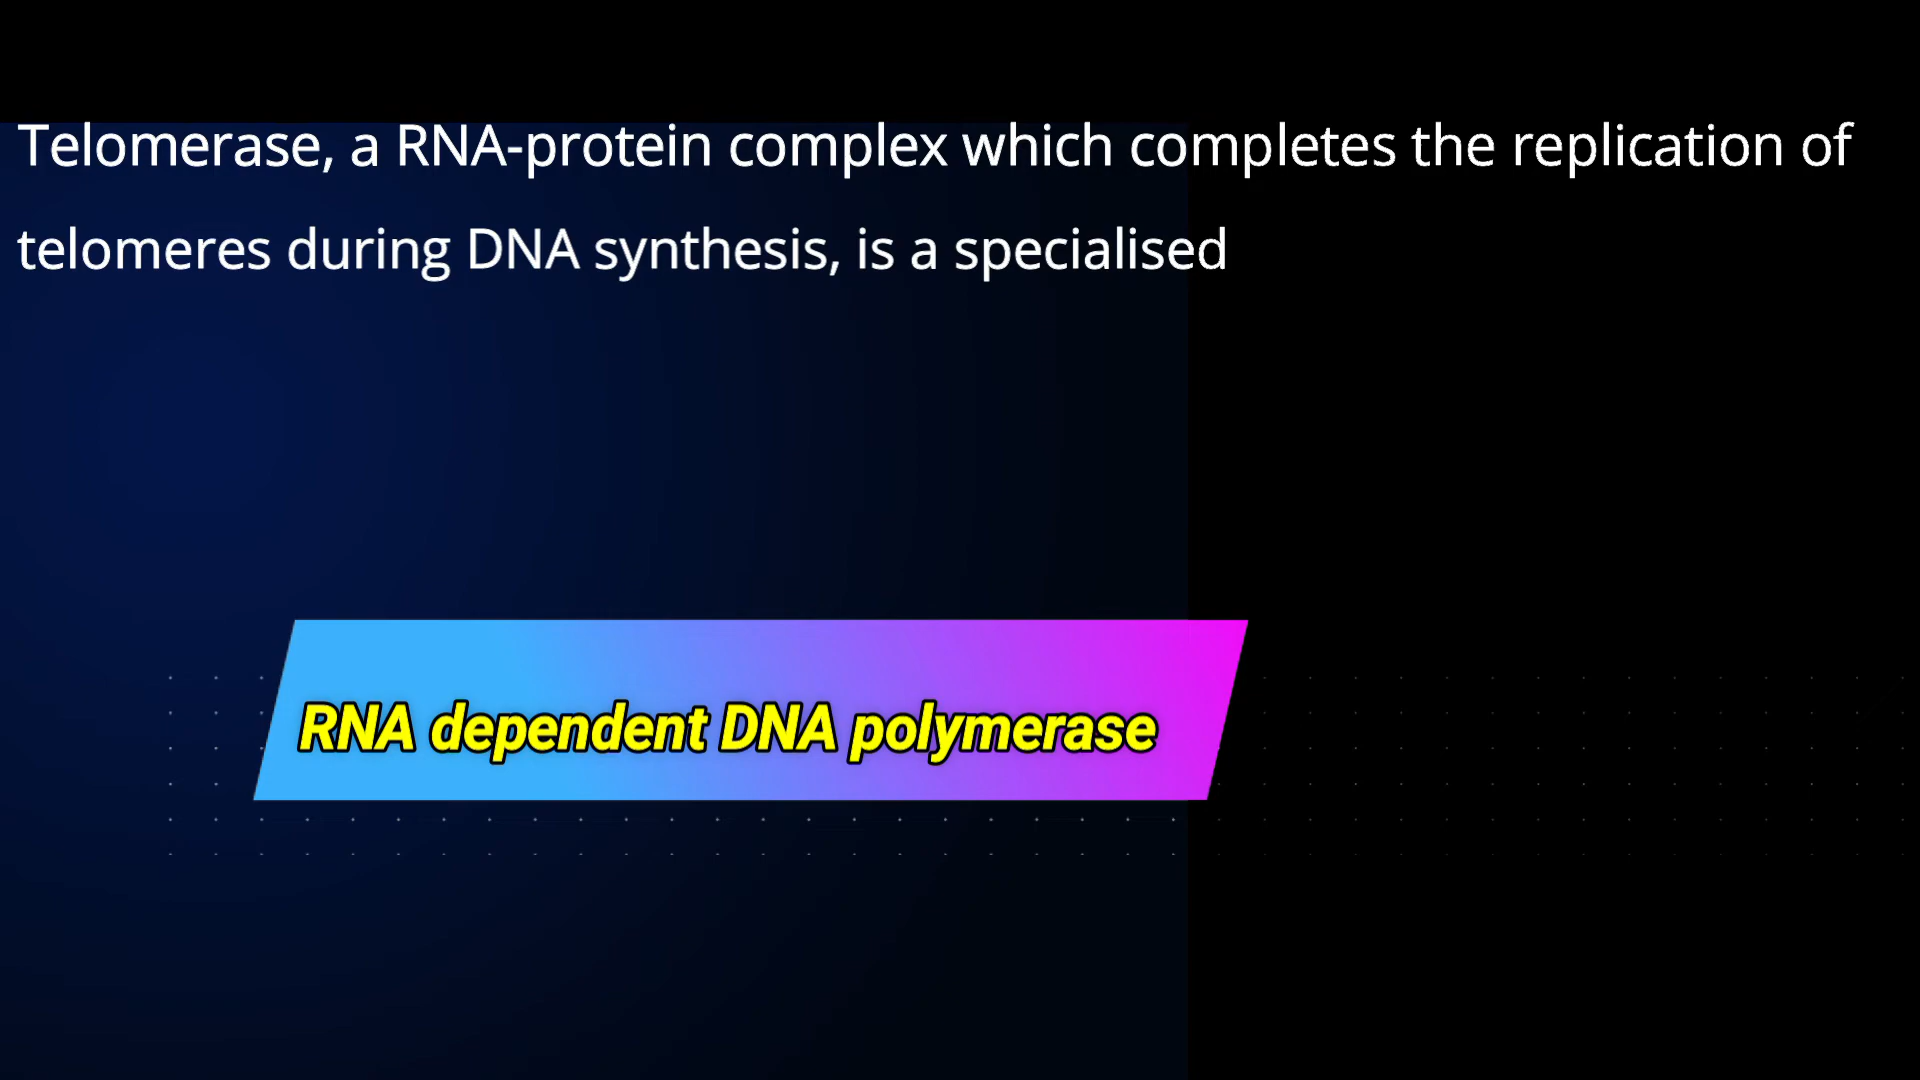 Telomerase, a RNA-protein complex which completes the replication of
telomeres during DNA synthesis, is a specialised
RNA dependent DNA polymerase